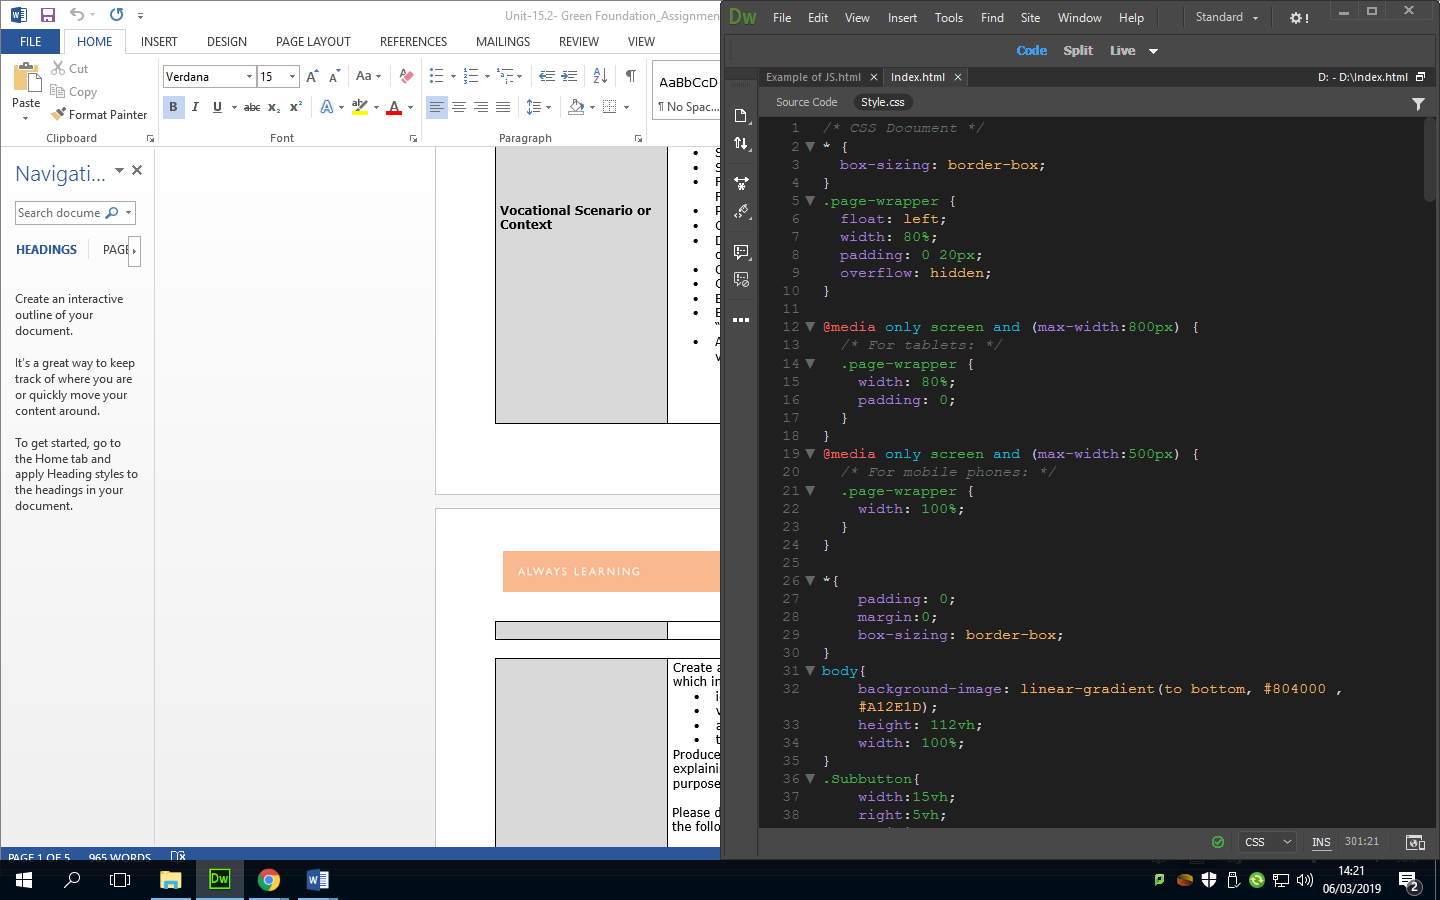 Unit-15.2- Green Foundation_Assignment
FILE HOME INSERT DESIGN PAGE LAYOUT REFERENCES MAILINGS REVIEW VIEW
Paste
Cut
Copy
Format Painter
Verdana 15
AaBbCcD
¶ No Spac...
Clipboard Font Paragraph
Navigati...
Search docume
HEADINGS PAGE
Create an interactive
outline of your
document.
It's a great way to keep
track of where you are
or quickly move your
content around.
To get started, go to
the Home tab and
apply Heading styles to
the headings in your
document.
Vocational Scenario or
Context
ALWAYS LEARNING
Create a
which in
Produce
explaini
purpose
Please d
the follo
PAGE 1 OF 5 965 WORDS
Dw File Edit View Insert Tools Find Site Window Help Standard
Code Split Live
Example of JS.html Index.html D: - D:\Index.html
Source Code Style.css
1 /* CSS Document */
2 * {
3 box-sizing: border-box;
4 }
5 .page-wrapper {
6 float: left;
7 width: 80%;
8 padding: 0 20px;
9 overflow: hidden;
10 }
11
12 @media only screen and (max-width:800px) {
13 /* For tablets: */
14 .page-wrapper {
15 width: 80%;
16 padding: 0;
17 }
18 }
19 @media only screen and (max-width:500px) {
20 /* For mobile phones: */
21 .page-wrapper {
22 width: 100%;
23 }
24 }
25
26 *{
27 padding: 0;
28 margin:0;
29 box-sizing: border-box;
30 }
31 body{
32 background-image: linear-gradient(to bottom, #804000 ,
#A12E1D);
33 height: 112vh;
34 width: 100%;
35 }
36 .Subbutton{
37 width:15vh;
38 right:5vh;
CSS INS 301:21
14:21
06/03/2019
2